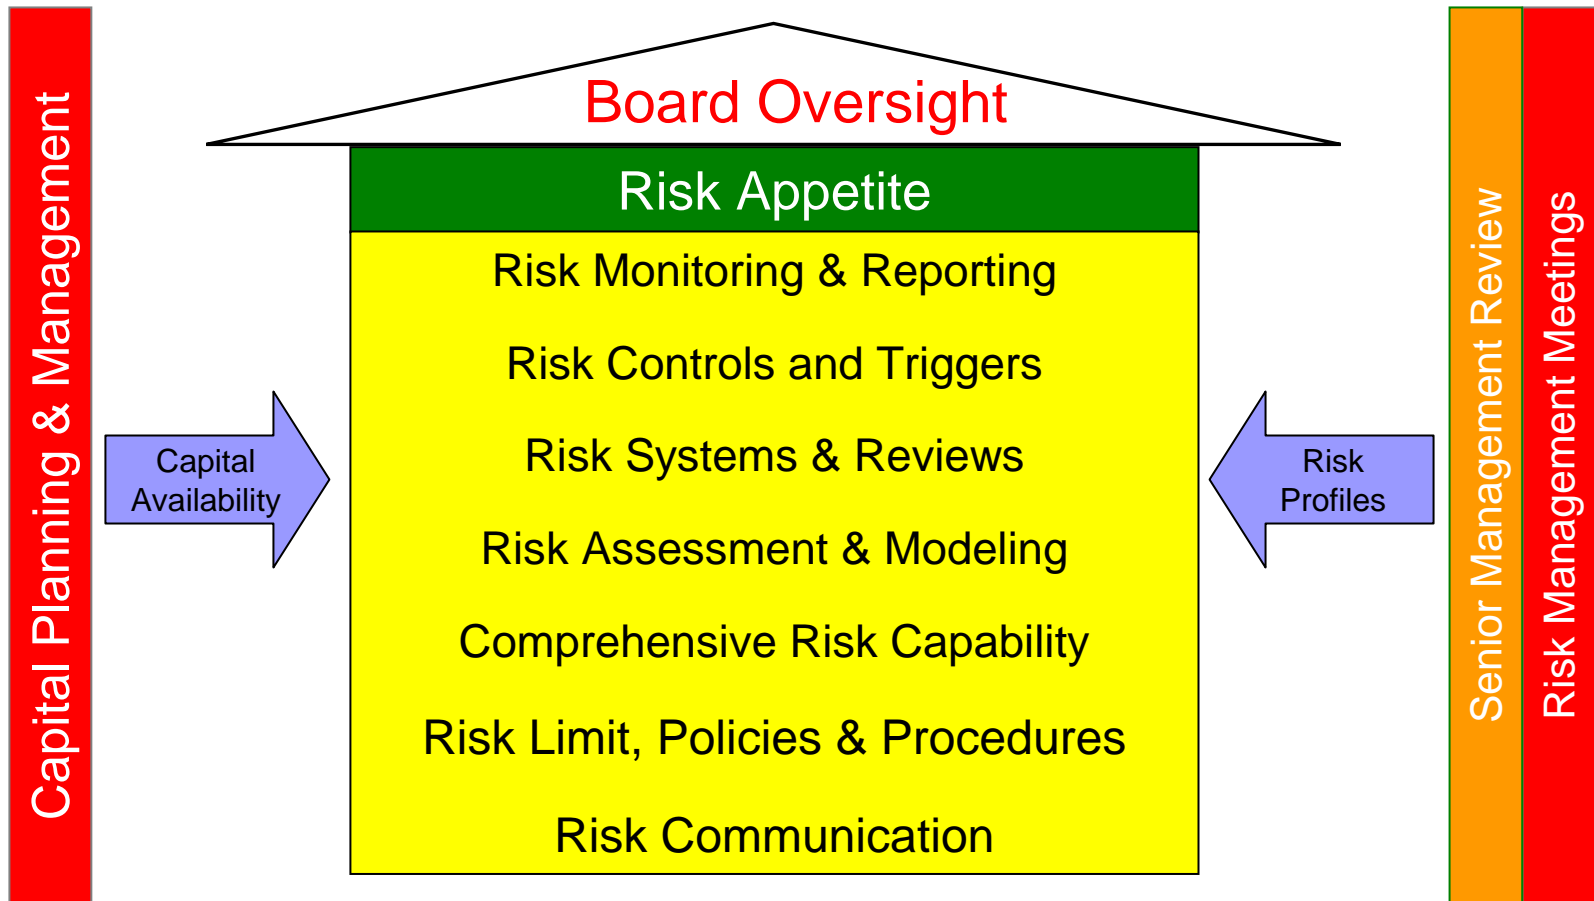 Capital Planning & Management
Board Oversight
Risk Appetite
Risk Monitoring & Reporting
Risk Controls and Triggers
Risk Systems & Reviews
Risk Assessment & Modeling
Comprehensive Risk Capability
Risk Limit, Policies & Procedures
Risk Communication
Capital
Availability
Risk
Profiles
Senior Management Review
Risk Management Meetings